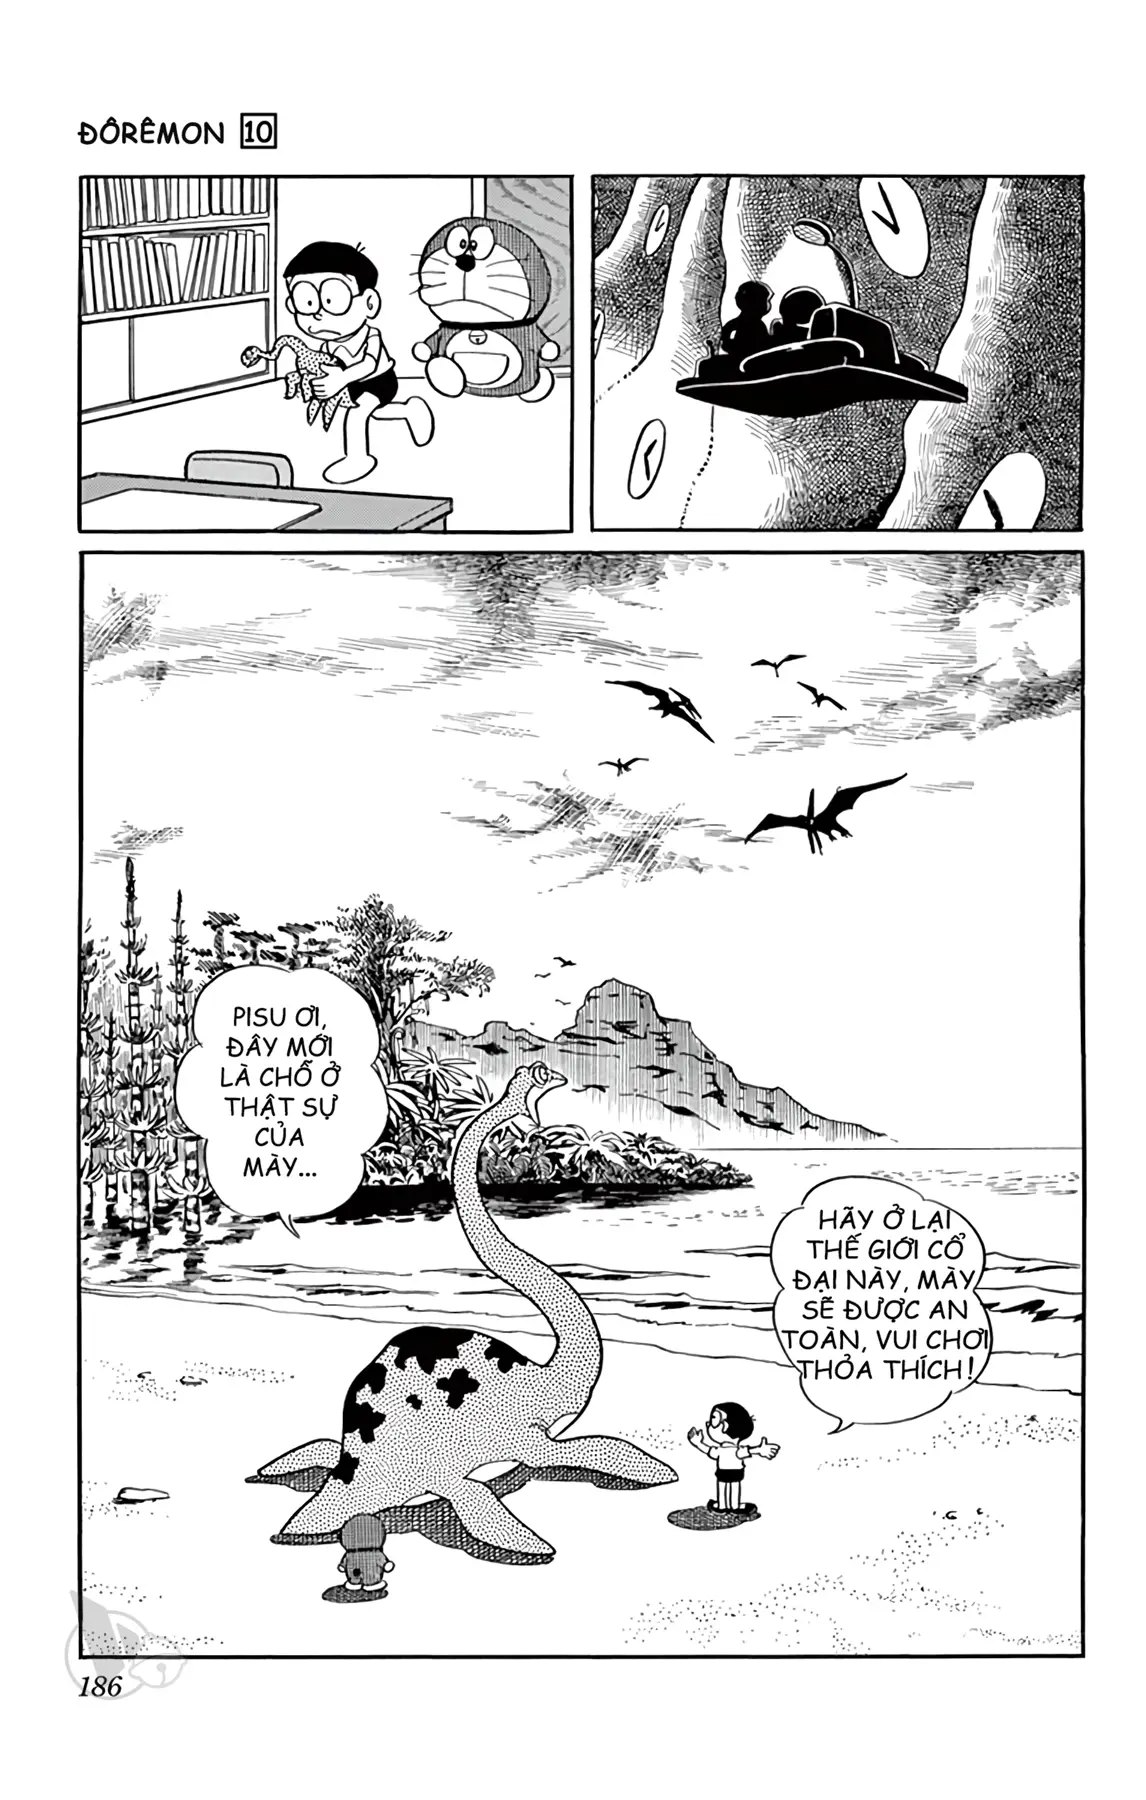 ĐÔRÊMON 10
PISU ƠI,
ĐÂY MỚI
LÀ CHỖ Ở
THẬT SỰ
CỦA
MÀY...
HÃY Ở LẠI
THẾ GIỚI CỔ
ĐẠI NÀY, MÀY
SẼ ĐƯỢC AN
TOÀN, VUI CHƠI
THỎA THÍCH!
186